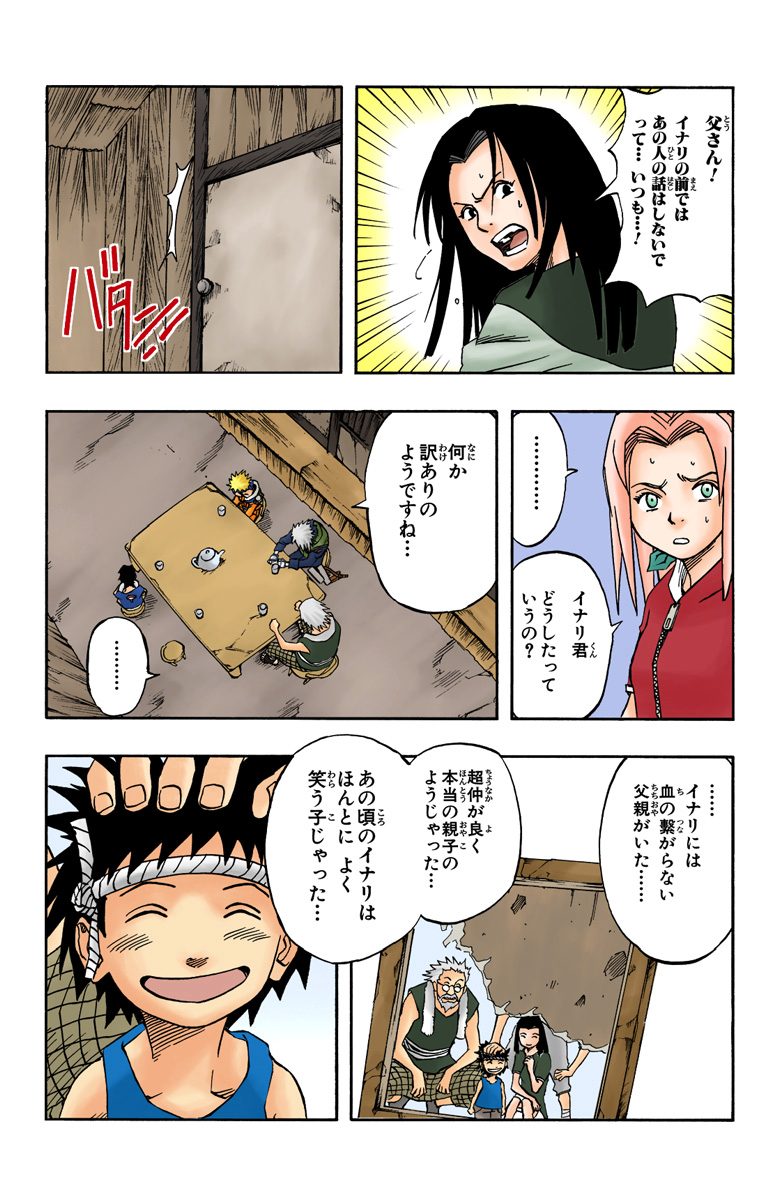 父さん!
イナリの前では
あの人の話はしないで
って…いつも…!
バタン!!
………
イナリ君
どうしたって
いうの?
何か
訳ありの
ようですね…
………
……
イナリには
血の繋がらない
父親がいた……
超仲が良く
本当の親子の
ようじゃった…
あの頃のイナリは
ほんとに よく
笑う子じゃった…